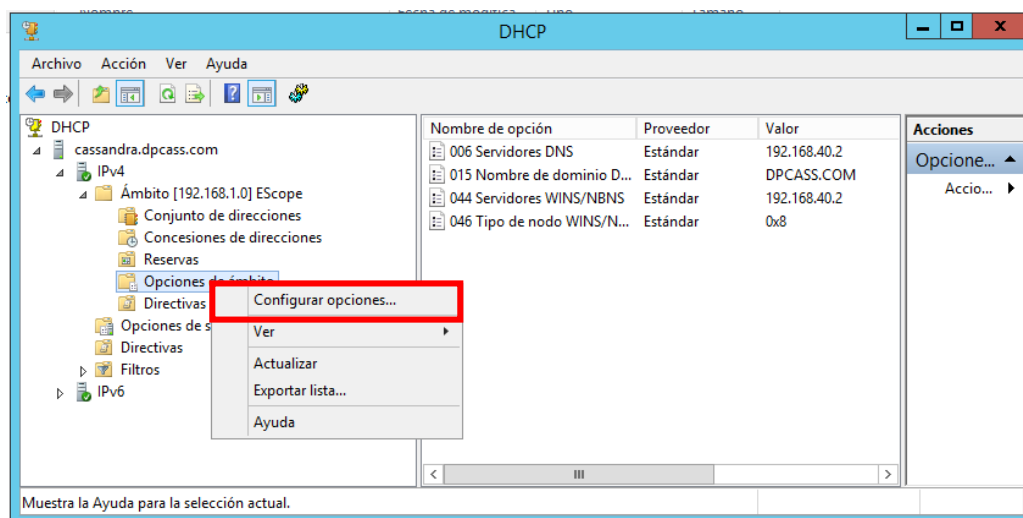 DHCP
Archivo Acción Ver Ayuda
DHCP
cassandra.dpcass.com
IPv4
Ámbito [192.168.1.0] EScope
Conjunto de direcciones
Concesiones de direcciones
Reservas
Opciones de ámbito
Directivas
Opciones de s
Directivas
Filtros
IPv6
Configurar opciones...
Ver
Actualizar
Exportar lista...
Ayuda
Nombre de opción Proveedor Valor
006 Servidores DNS Estándar 192.168.40.2
015 Nombre de dominio D... Estándar DPCASS.COM
044 Servidores WINS/NBNS Estándar 192.168.40.2
046 Tipo de nodo WINS/N... Estándar 0x8
Acciones
Opcione...
Accio...
Muestra la Ayuda para la selección actual.